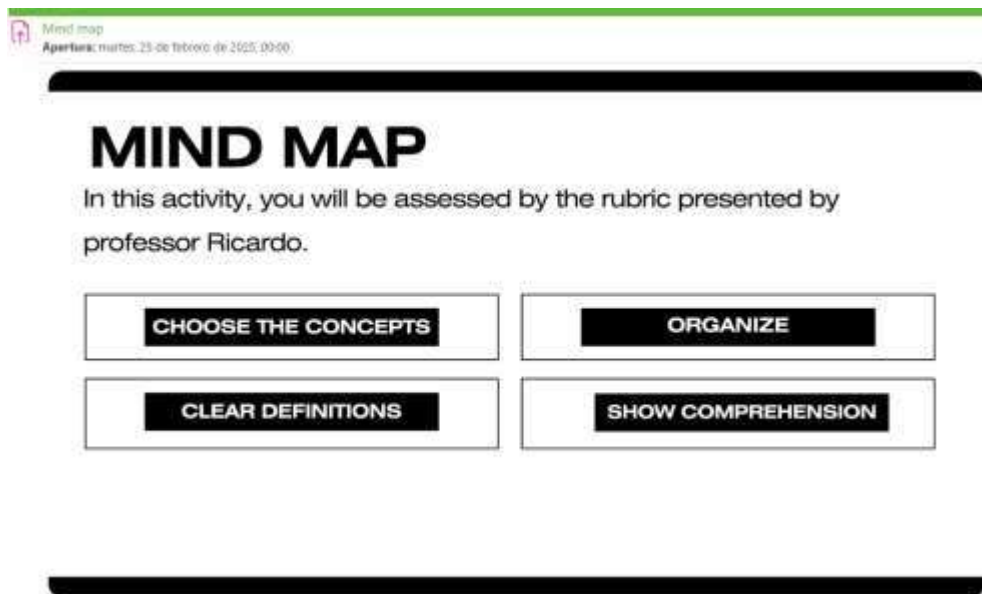 Mind map
Apertura: martes, 25 de febrero de 2025, 00:00
MIND MAP
In this activity, you will be assessed by the rubric presented by
professor Ricardo.
CHOOSE THE CONCEPTS
ORGANIZE
CLEAR DEFINITIONS
SHOW COMPREHENSION